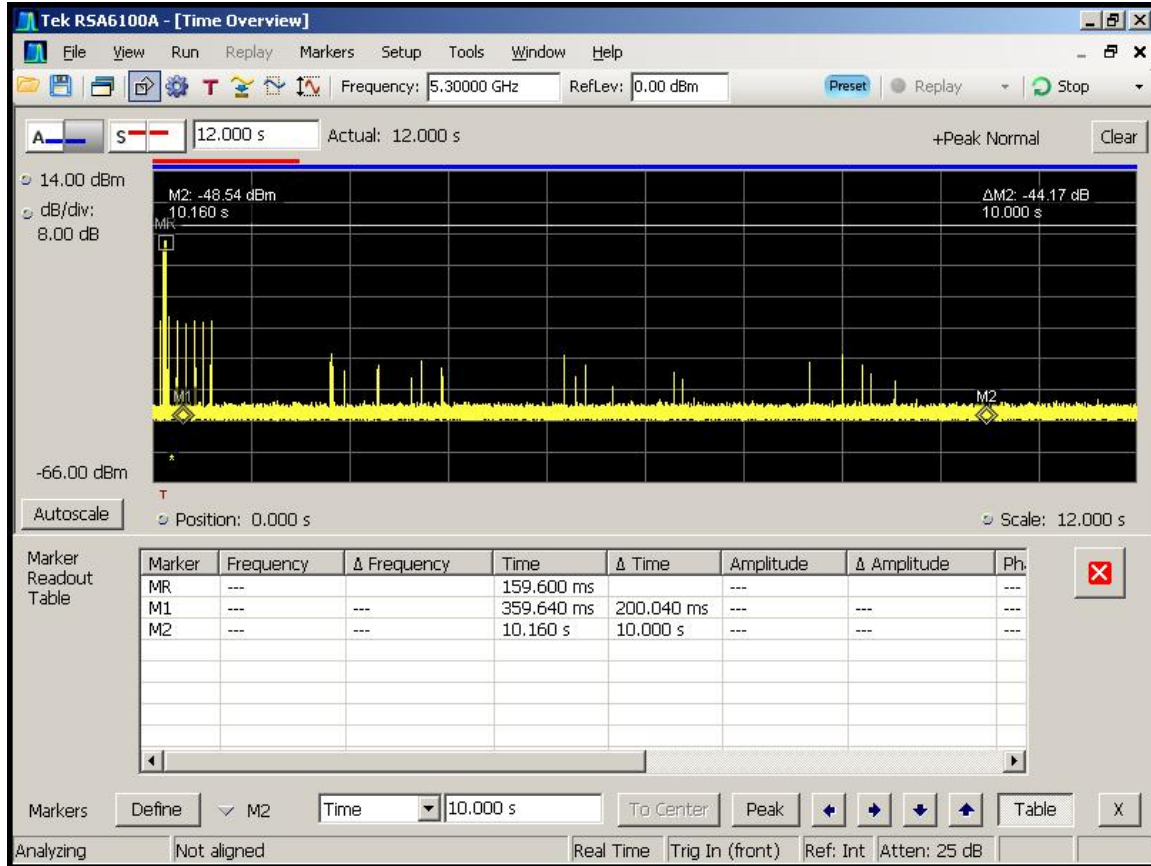 Tek RSA6100A - [Time Overview]
File View Run Replay Markers Setup Tools Window Help
T Frequency: 5.30000 GHz RefLev: 0.00 dBm Preset Replay Stop
A S 12.000 s Actual: 12.000 s +Peak Normal Clear
14.00 dBm
dB/div:
8.00 dB
M2: -48.54 dBm
10.160 s
ΔM2: -44.17 dB
10.000 s
MR
M1
M2
-66.00 dBm
T
Autoscale Position: 0.000 s Scale: 12.000 s
Marker
Readout
Table
Marker Frequency Δ Frequency Time Δ Time Amplitude Δ Amplitude Ph
MR --- 159.600 ms --- ---
M1 --- --- 359.640 ms 200.040 ms --- --- ---
M2 --- --- 10.160 s 10.000 s --- --- ---
Markers Define M2 Time 10.000 s To Center Peak Table X
Analyzing Not aligned Real Time Trig In (front) Ref: Int Atten: 25 dB